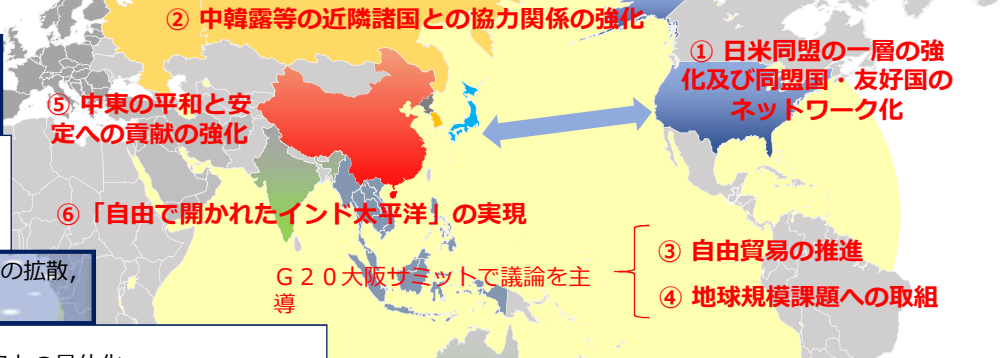 ② 中韓露等の近隣諸国との協力関係の強化
① 日米同盟の一層の強
化及び同盟国・友好国の
ネットワーク化
⑤ 中東の平和と安
定への貢献の強化
⑥「自由で開かれたインド太平洋」の実現
の拡散，
G２０大阪サミットで議論を主
導
③ 自由貿易の推進
④ 地球規模課題への取組